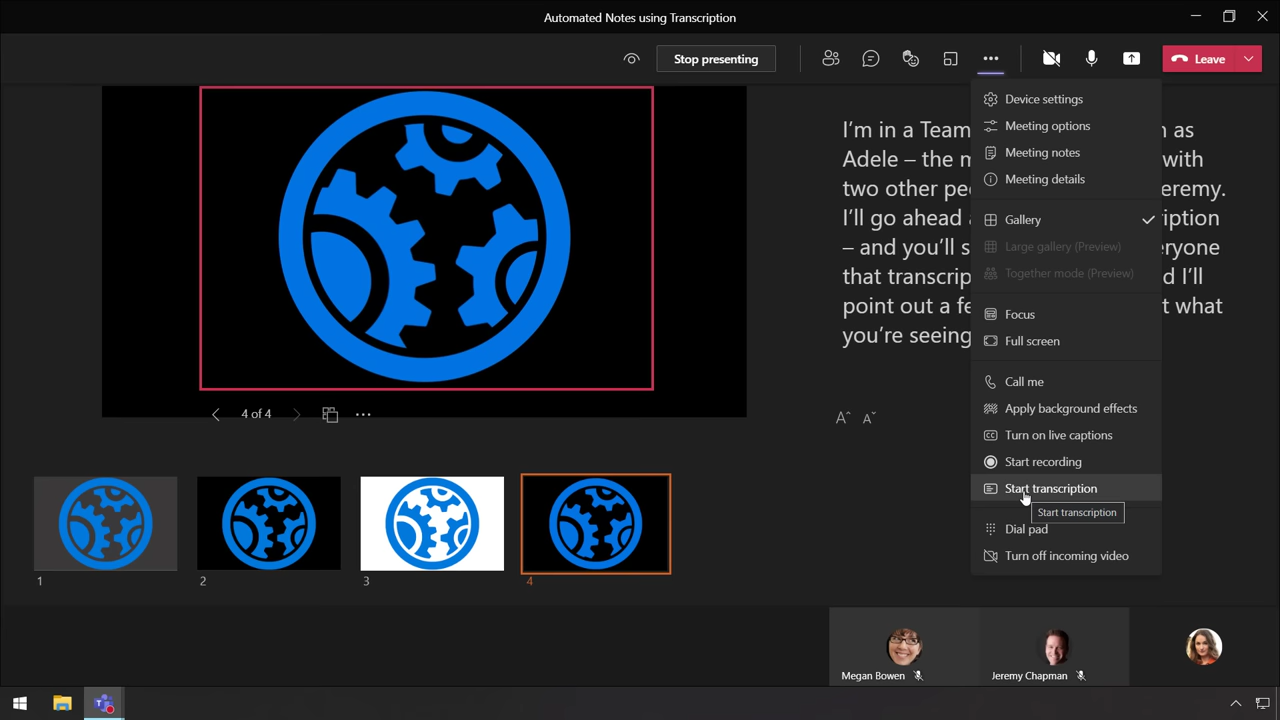 Automated Notes using Transcription
Stop presenting
Leave
I'm in a Team
Adele – the m
two other pe
I'll go ahead
– and you'll s
that transcrip
point out a fe
you're seeing
as
with
eremy.
iption
eryone
d I'll
t what
Device settings
Meeting options
Meeting notes
Meeting details
Gallery
Large gallery (Preview)
Together mode (Preview)
Focus
Full screen
Call me
Apply background effects
Turn on live captions
Start recording
Start transcription
Start transcription
Dial pad
Turn off incoming video
4 of 4
A A
1
2
3
4
Megan Bowen
Jeremy Chapman